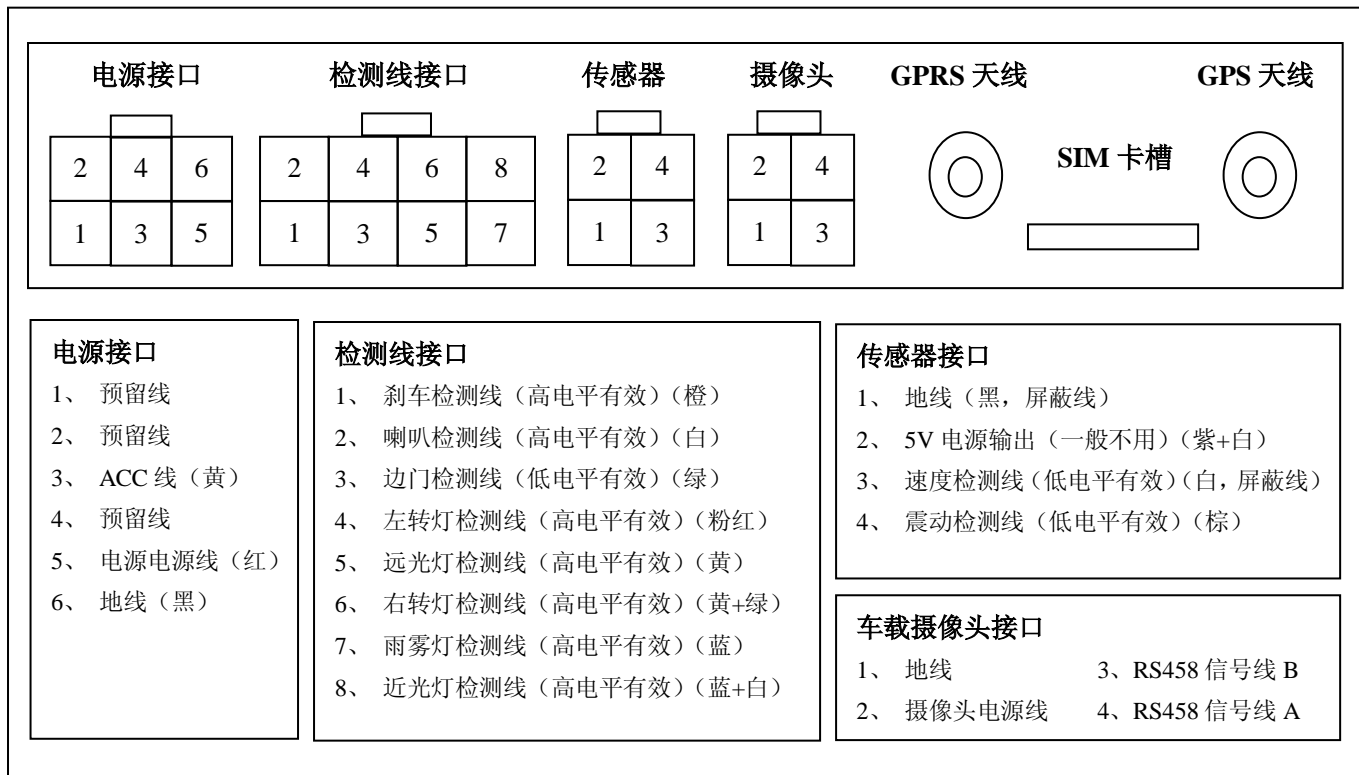 电源接口 检测线接口 传感器 摄像头 GPRS 天线 GPS 天线
2 4 6 2 4 6 8 2 4 2 4 SIM 卡槽
1 3 5 1 3 5 7 1 3 1 3
电源接口
1、 预留线
2、 预留线
3、 ACC 线（黄）
4、 预留线
5、 电源电源线（红）
6、 地线（黑）
检测线接口
1、 刹车检测线（高电平有效）（橙）
2、 喇叭检测线（高电平有效）（白）
3、 边门检测线（低电平有效）（绿）
4、 左转灯检测线（高电平有效）（粉红）
5、 远光灯检测线（高电平有效）（黄）
6、 右转灯检测线（高电平有效）（黄+绿）
7、 雨雾灯检测线（高电平有效）（蓝）
8、 近光灯检测线（高电平有效）（蓝+白）
传感器接口
1、 地线（黑，屏蔽线）
2、 5V 电源输出（一般不用）（紫+白）
3、 速度检测线（低电平有效）（白，屏蔽线）
4、 震动检测线（低电平有效）（棕）
车载摄像头接口
1、 地线 3、RS458 信号线 B
2、 摄像头电源线 4、RS458 信号线 A